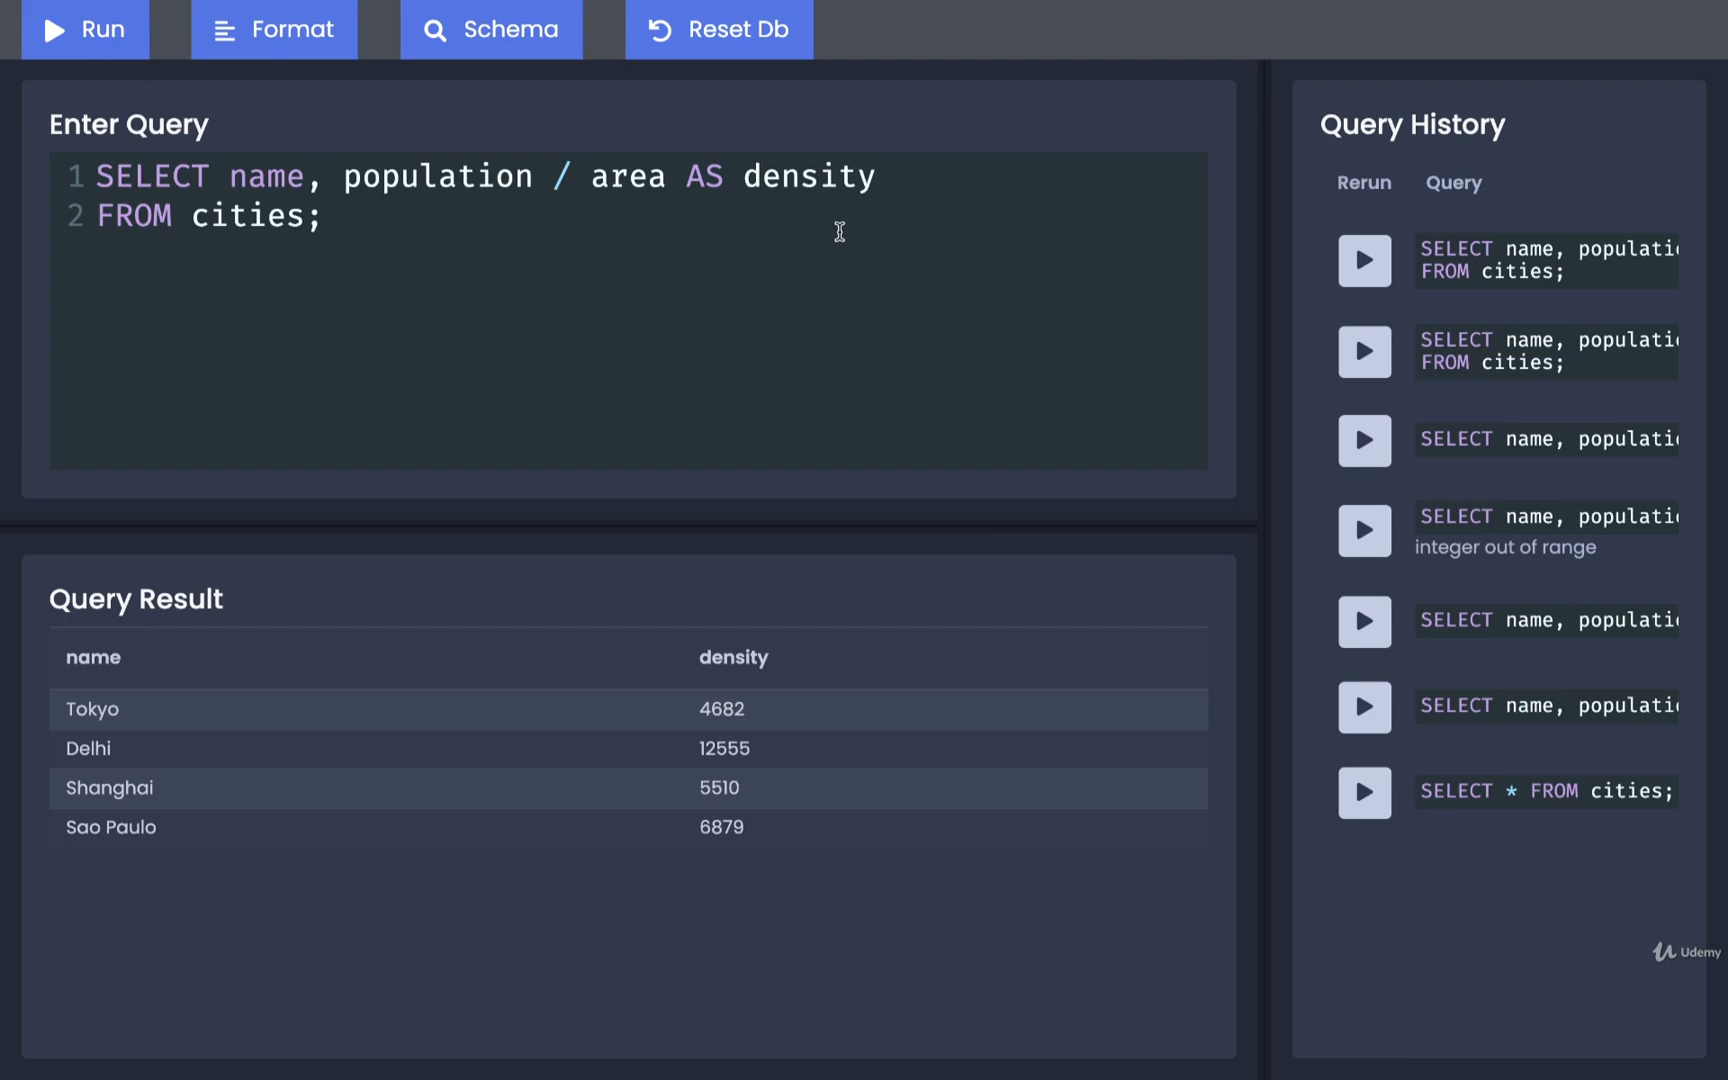 Run
Format
Schema
Reset Db
Enter Query
1 SELECT name, population / area AS density
2 FROM cities;
Query Result
name density
Tokyo 4682
Delhi 12555
Shanghai 5510
Sao Paulo 6879
Query History
Rerun Query
SELECT name, populati
FROM cities;
SELECT name, populati
FROM cities;
SELECT name, populati
SELECT name, populati
integer out of range
SELECT name, populati
SELECT name, populati
SELECT * FROM cities;
Udemy